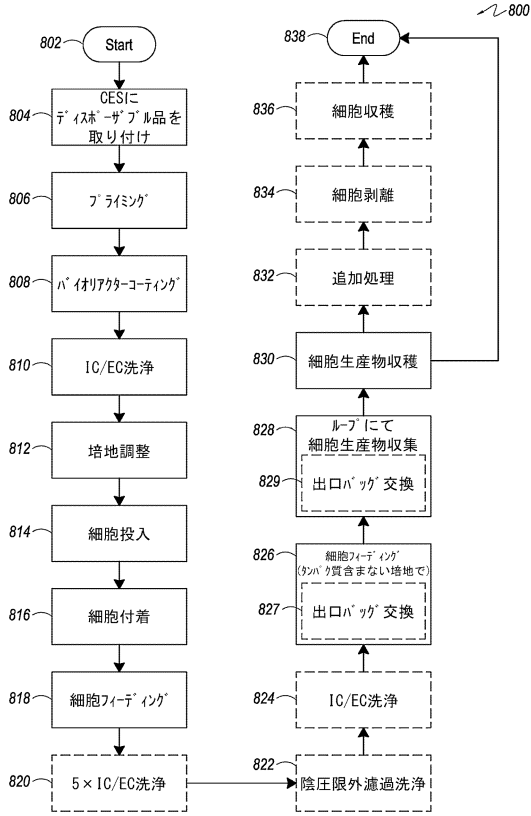 800
802
Start
804
CESに
ディスポーザブル品を
取り付け
806
プライミング
808
バイオリアクターコーティング
810
IC/EC洗浄
812
培地調整
814
細胞投入
816
細胞付着
818
細胞フィーディング
820
5×IC/EC洗浄
822
陰圧限外濾過洗浄
824
IC/EC洗浄
826
細胞フィーディング
(タンパク質含まない培地で)
827
出口バッグ交換
828
ループにて
細胞生産物収集
829
出口バッグ交換
830
細胞生産物収穫
832
追加処理
834
細胞剥離
836
細胞収穫
838
End